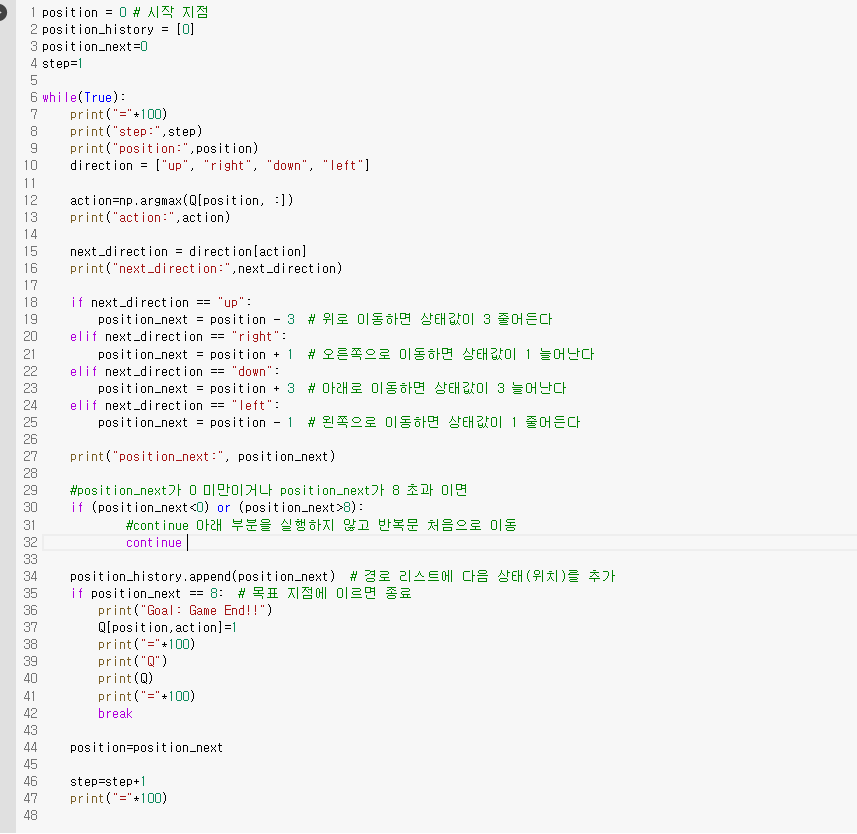 1 position = 0 # 시작 지점
2 position_history = [0]
3 position_next=0
4 step=1
5
6 while(True):
7     print("="*100)
8     print("step:",step)
9     print("position:",position)
10     direction = ["up", "right", "down", "left"]
11
12     action=np.argmax(Q[position, :])
13     print("action:",action)
14
15     next_direction = direction[action]
16     print("next_direction:",next_direction)
17
18     if next_direction == "up":
19         position_next = position - 3  # 위로 이동하면 상태값이 3 줄어든다
20     elif next_direction == "right":
21         position_next = position + 1  # 오른쪽으로 이동하면 상태값이 1 늘어난다
22     elif next_direction == "down":
23         position_next = position + 3  # 아래로 이동하면 상태값이 3 늘어난다
24     elif next_direction == "left":
25         position_next = position - 1  # 왼쪽으로 이동하면 상태값이 1 줄어든다
26
27     print("position_next:", position_next)
28
29     #position_next가 0 미만이거나 position_next가 8 초과 이면
30     if (position_next<0) or (position_next>8):
31             #continue 아래 부분을 실행하지 않고 반복문 처음으로 이동
32             continue
33
34     position_history.append(position_next)  # 경로 리스트에 다음 상태(위치)를 추가
35     if position_next == 8:  # 목표 지점에 이르면 종료
36         print("Goal: Game End!!")
37         Q[position,action]=1
38         print("="*100)
39         print("Q")
40         print(Q)
41         print("="*100)
42         break
43
44     position=position_next
45
46     step=step+1
47     print("="*100)
48